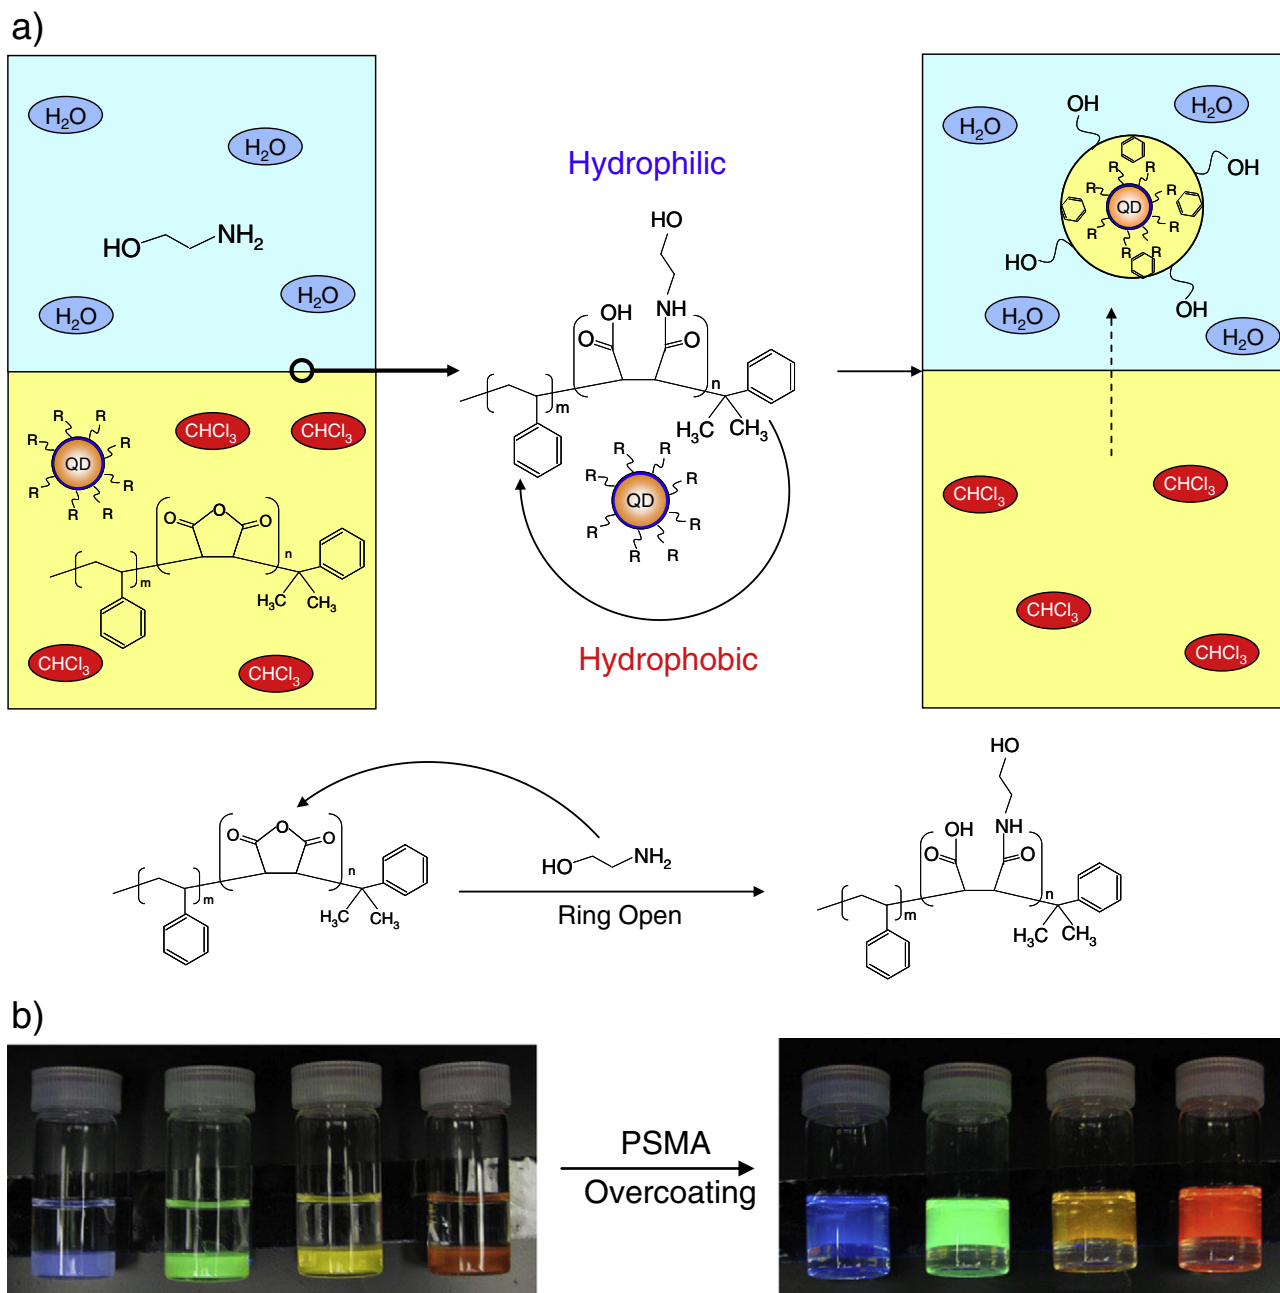 a)
H₂O
H₂O
HO
NH₂
H₂O
H₂O
R
R
R
R
R
R
R
R
QD
CHCl₃
CHCl₃
O
O
O
n
m
H₃C
CH₃
CHCl₃
CHCl₃
Hydrophilic
HO
OH
NH
O
O
n
m
H₃C
CH₃
R
R
R
R
R
R
R
R
QD
Hydrophobic
OH
H₂O
H₂O
OH
R
R
R
R
R
R
R
R
QD
HO
OH
H₂O
H₂O
CHCl₃
CHCl₃
CHCl₃
CHCl₃
O
O
O
n
m
H₃C
CH₃
HO
NH₂
Ring Open
HO
OH
NH
O
O
n
m
H₃C
CH₃
b)
PSMA
Overcoating